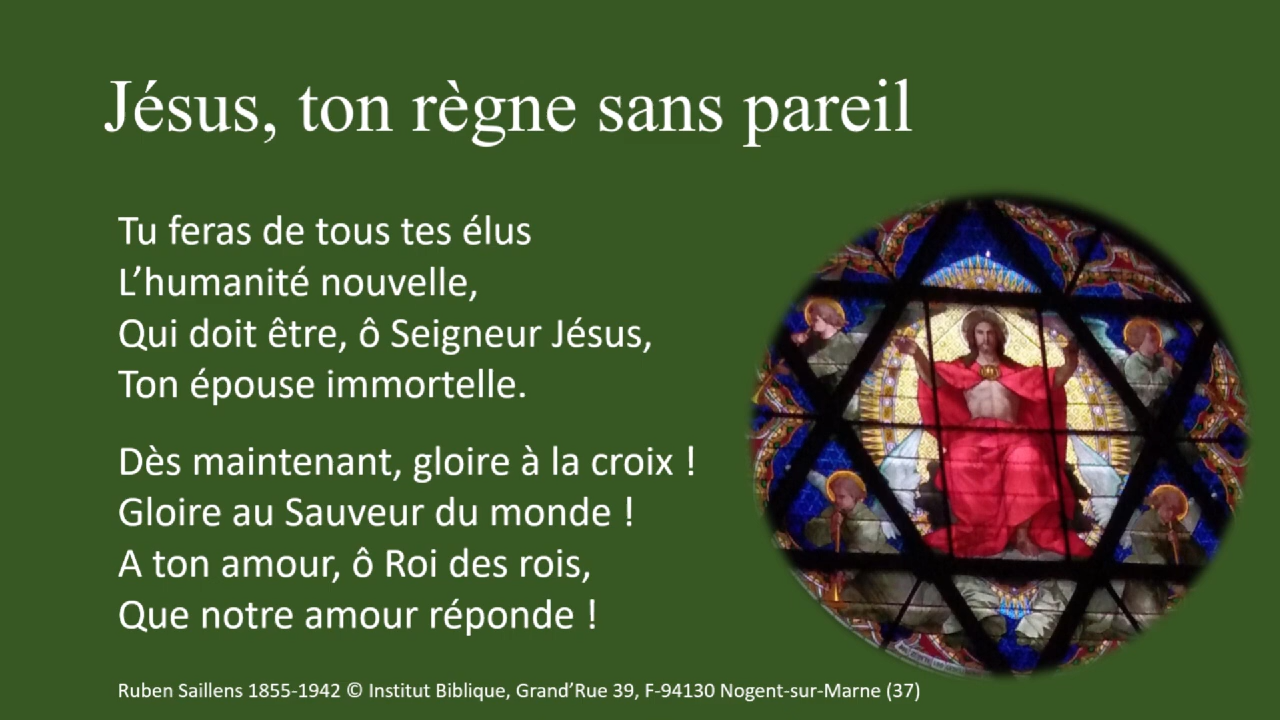 Jésus, ton règne sans pareil
Tu feras de tous tes élus
L’humanité nouvelle,
Qui doit être, ô Seigneur Jésus,
Ton épouse immortelle.
Dès maintenant, gloire à la croix !
Gloire au Sauveur du monde !
A ton amour, ô Roi des rois,
Que notre amour réponde !
Ruben Saillens 1855-1942 © Institut Biblique, Grand’Rue 39, F-94130 Nogent-sur-Marne (37)